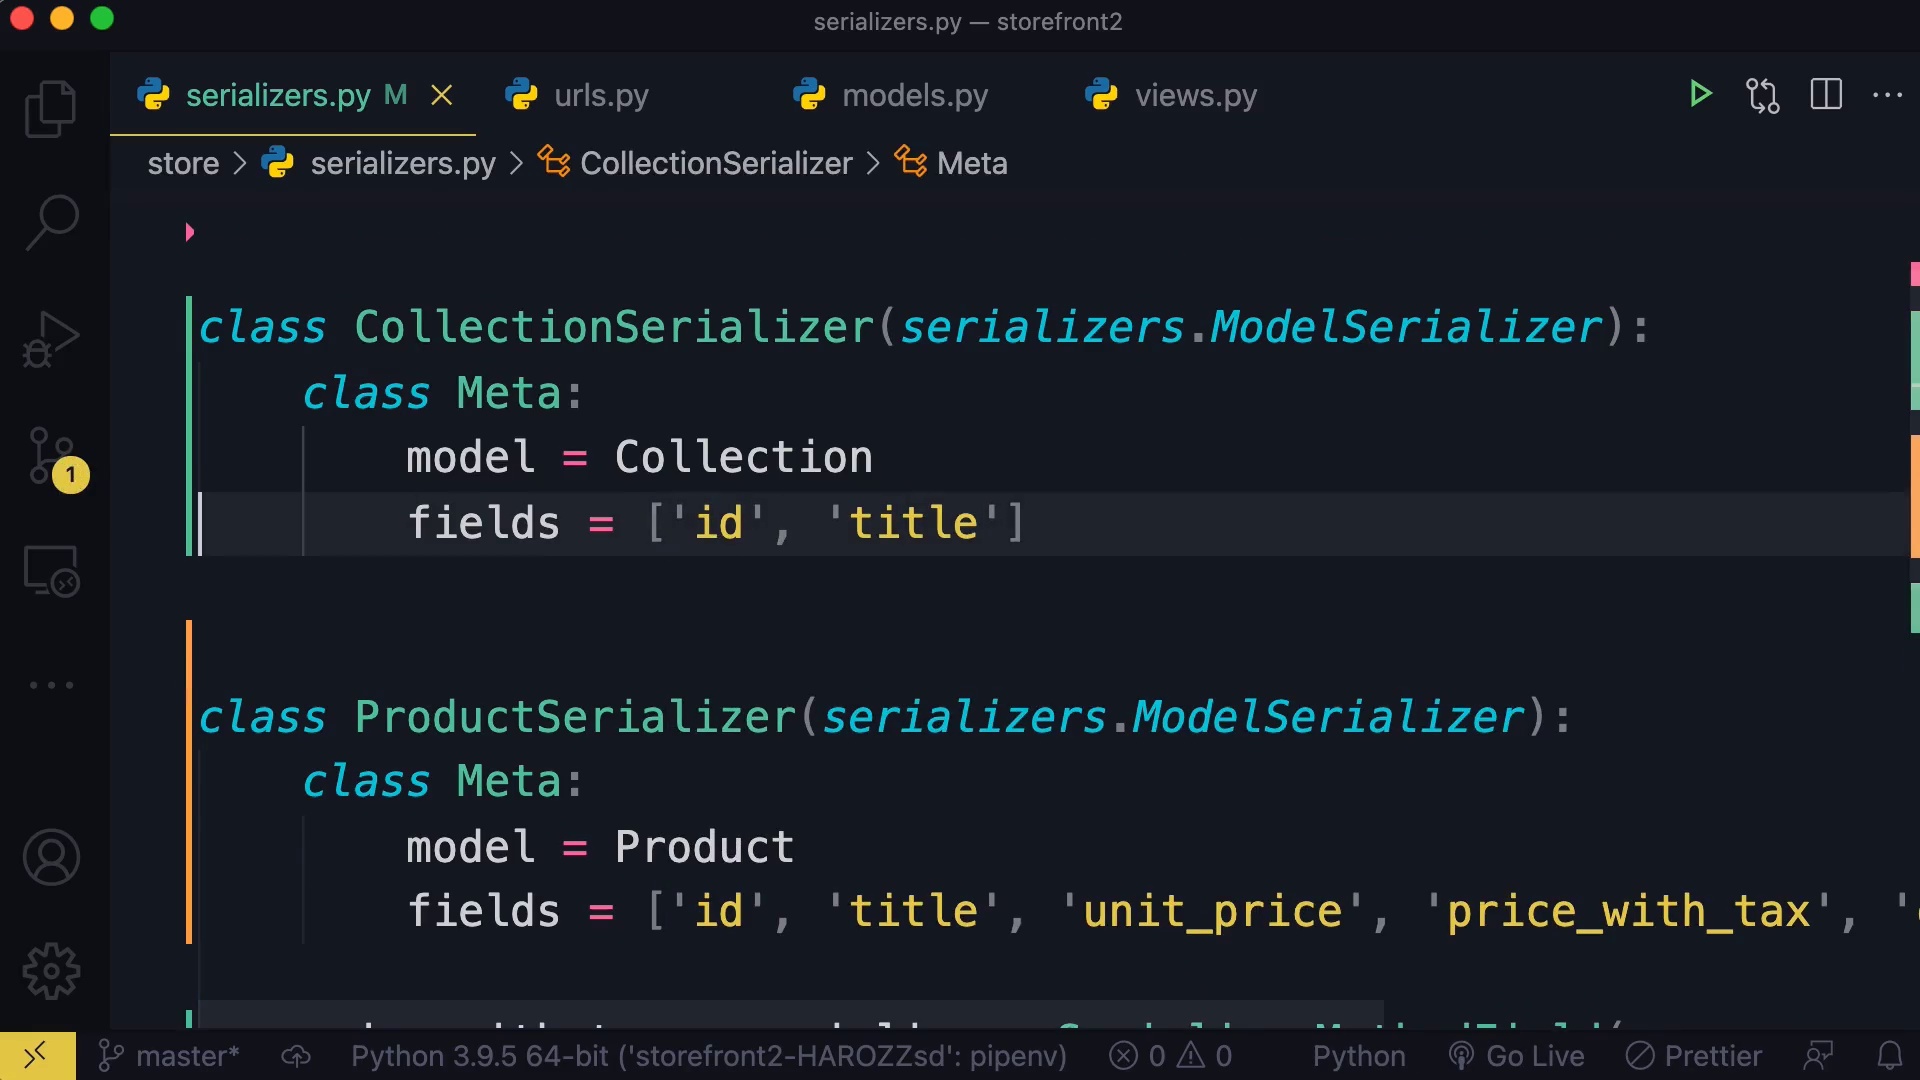 serializers.py — storefront2
serializers.py M urls.py models.py views.py
store > serializers.py > CollectionSerializer > Meta
class CollectionSerializer(serializers.ModelSerializer):
class Meta:
model = Collection
fields = ['id', 'title']
1
class ProductSerializer(serializers.ModelSerializer):
class Meta:
model = Product
fields = ['id', 'title', 'unit_price', 'price_with_tax', '
master* Python 3.9.5 64-bit ('storefront2-HAROZZsd': pipenv) 0 0 Python Go Live Prettier